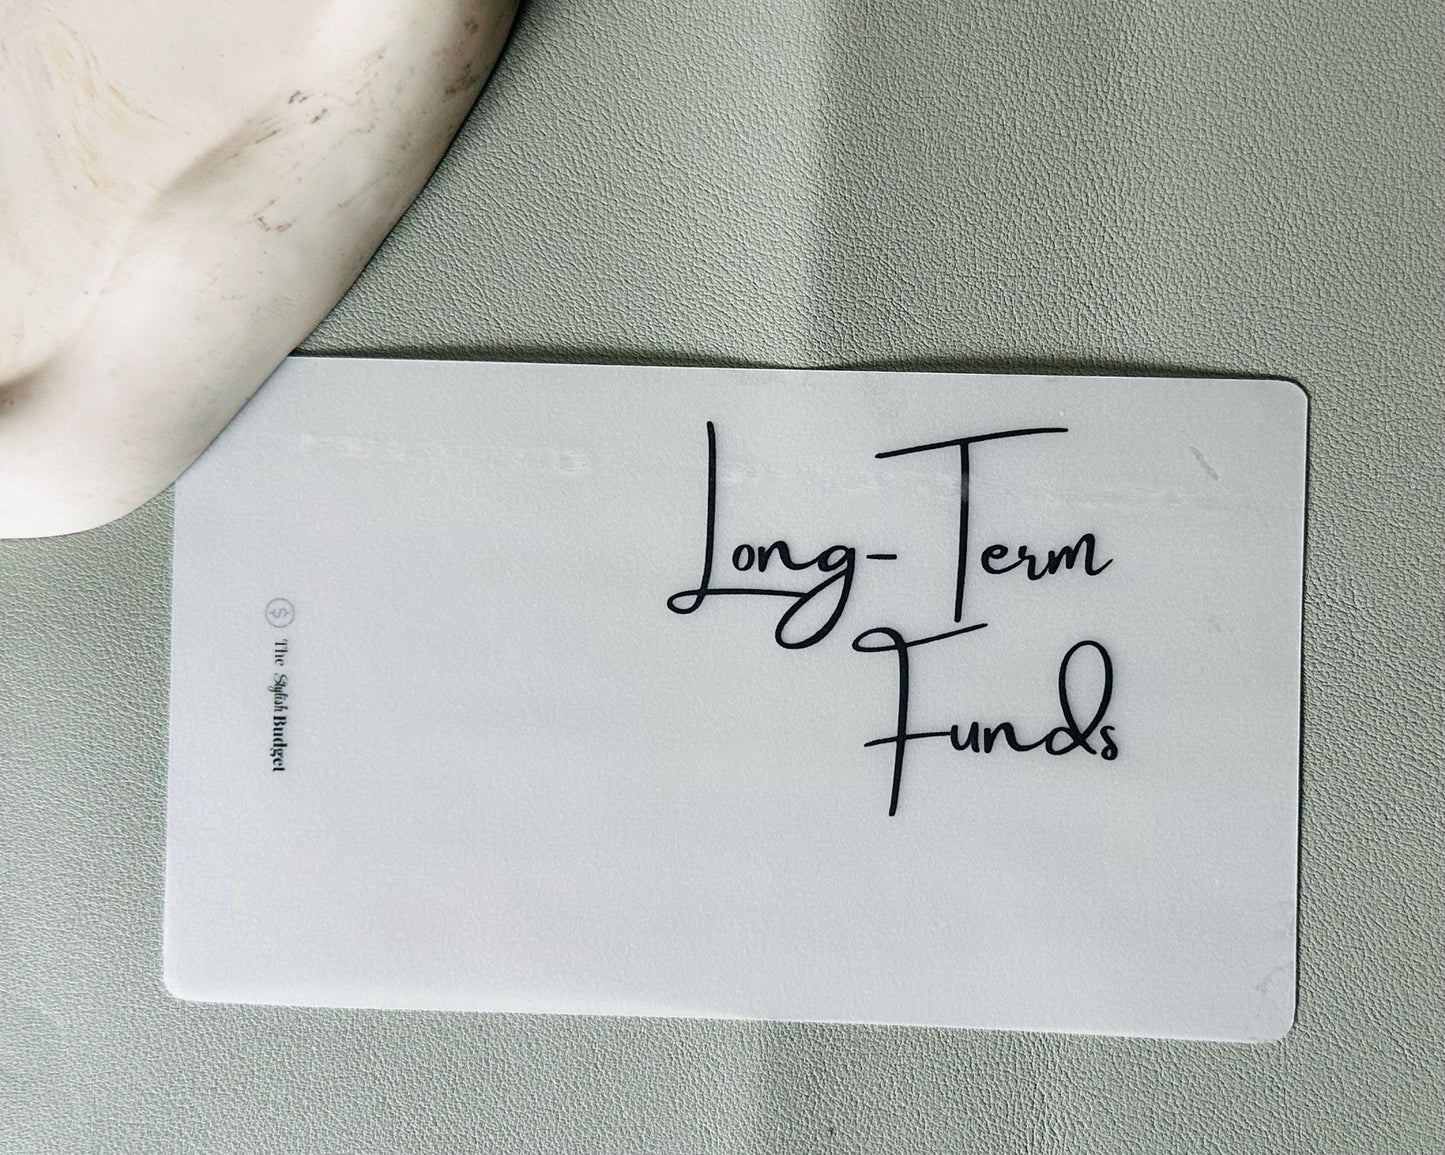 Long-Term
Funds
The Stylish Budget